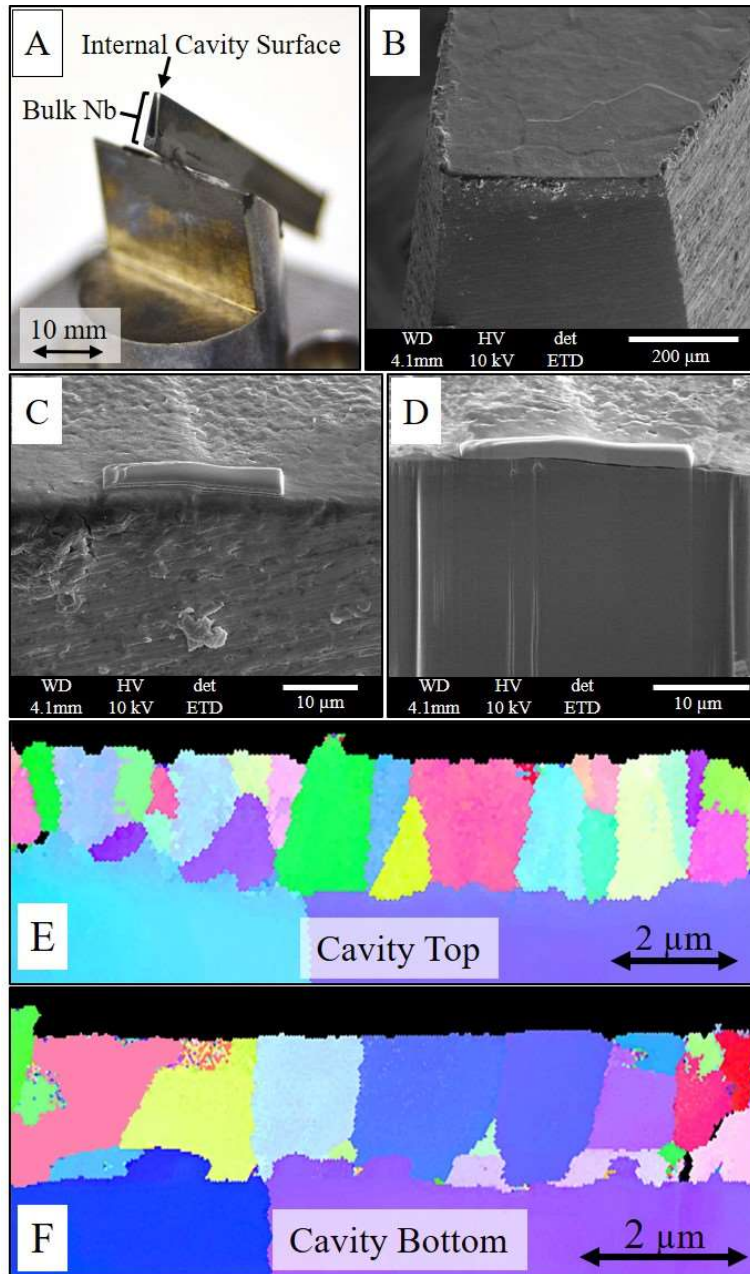 A
Internal Cavity Surface
Bulk Nb
10 mm
B
WD HV det
4.1mm 10 kV ETD 200 µm
C
WD HV det
4.1mm 10 kV ETD 10 µm
D
WD HV det
4.1mm 10 kV ETD 10 µm
E
Cavity Top
2 µm
F
Cavity Bottom
2 µm